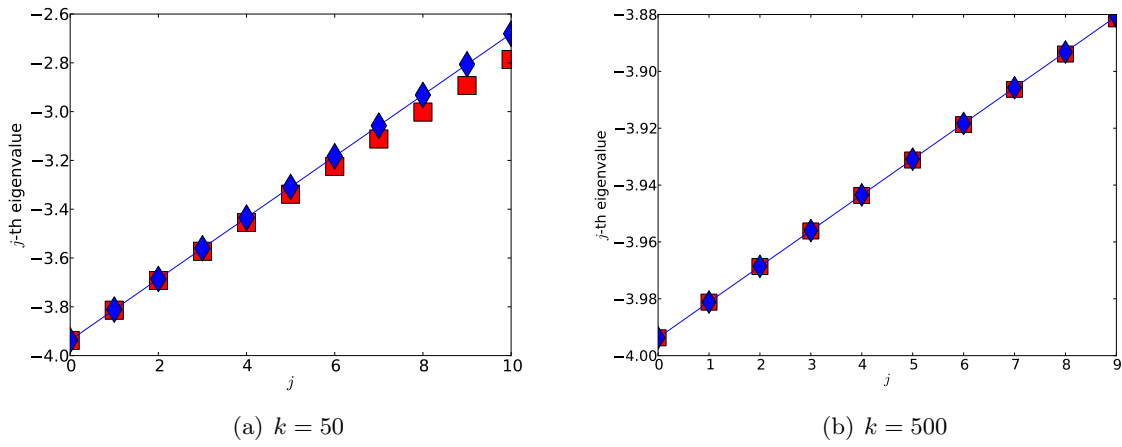 −2.6
−2.8
−3.0
−3.2
−3.4
−3.6
−3.8
−4.0
j-th eigenvalue
0 2 4 6 8 10
j
(a) k = 50
−3.88
−3.90
−3.92
−3.94
−3.96
−3.98
−4.00
j-th eigenvalue
0 1 2 3 4 5 6 7 8 9
j
(b) k = 500